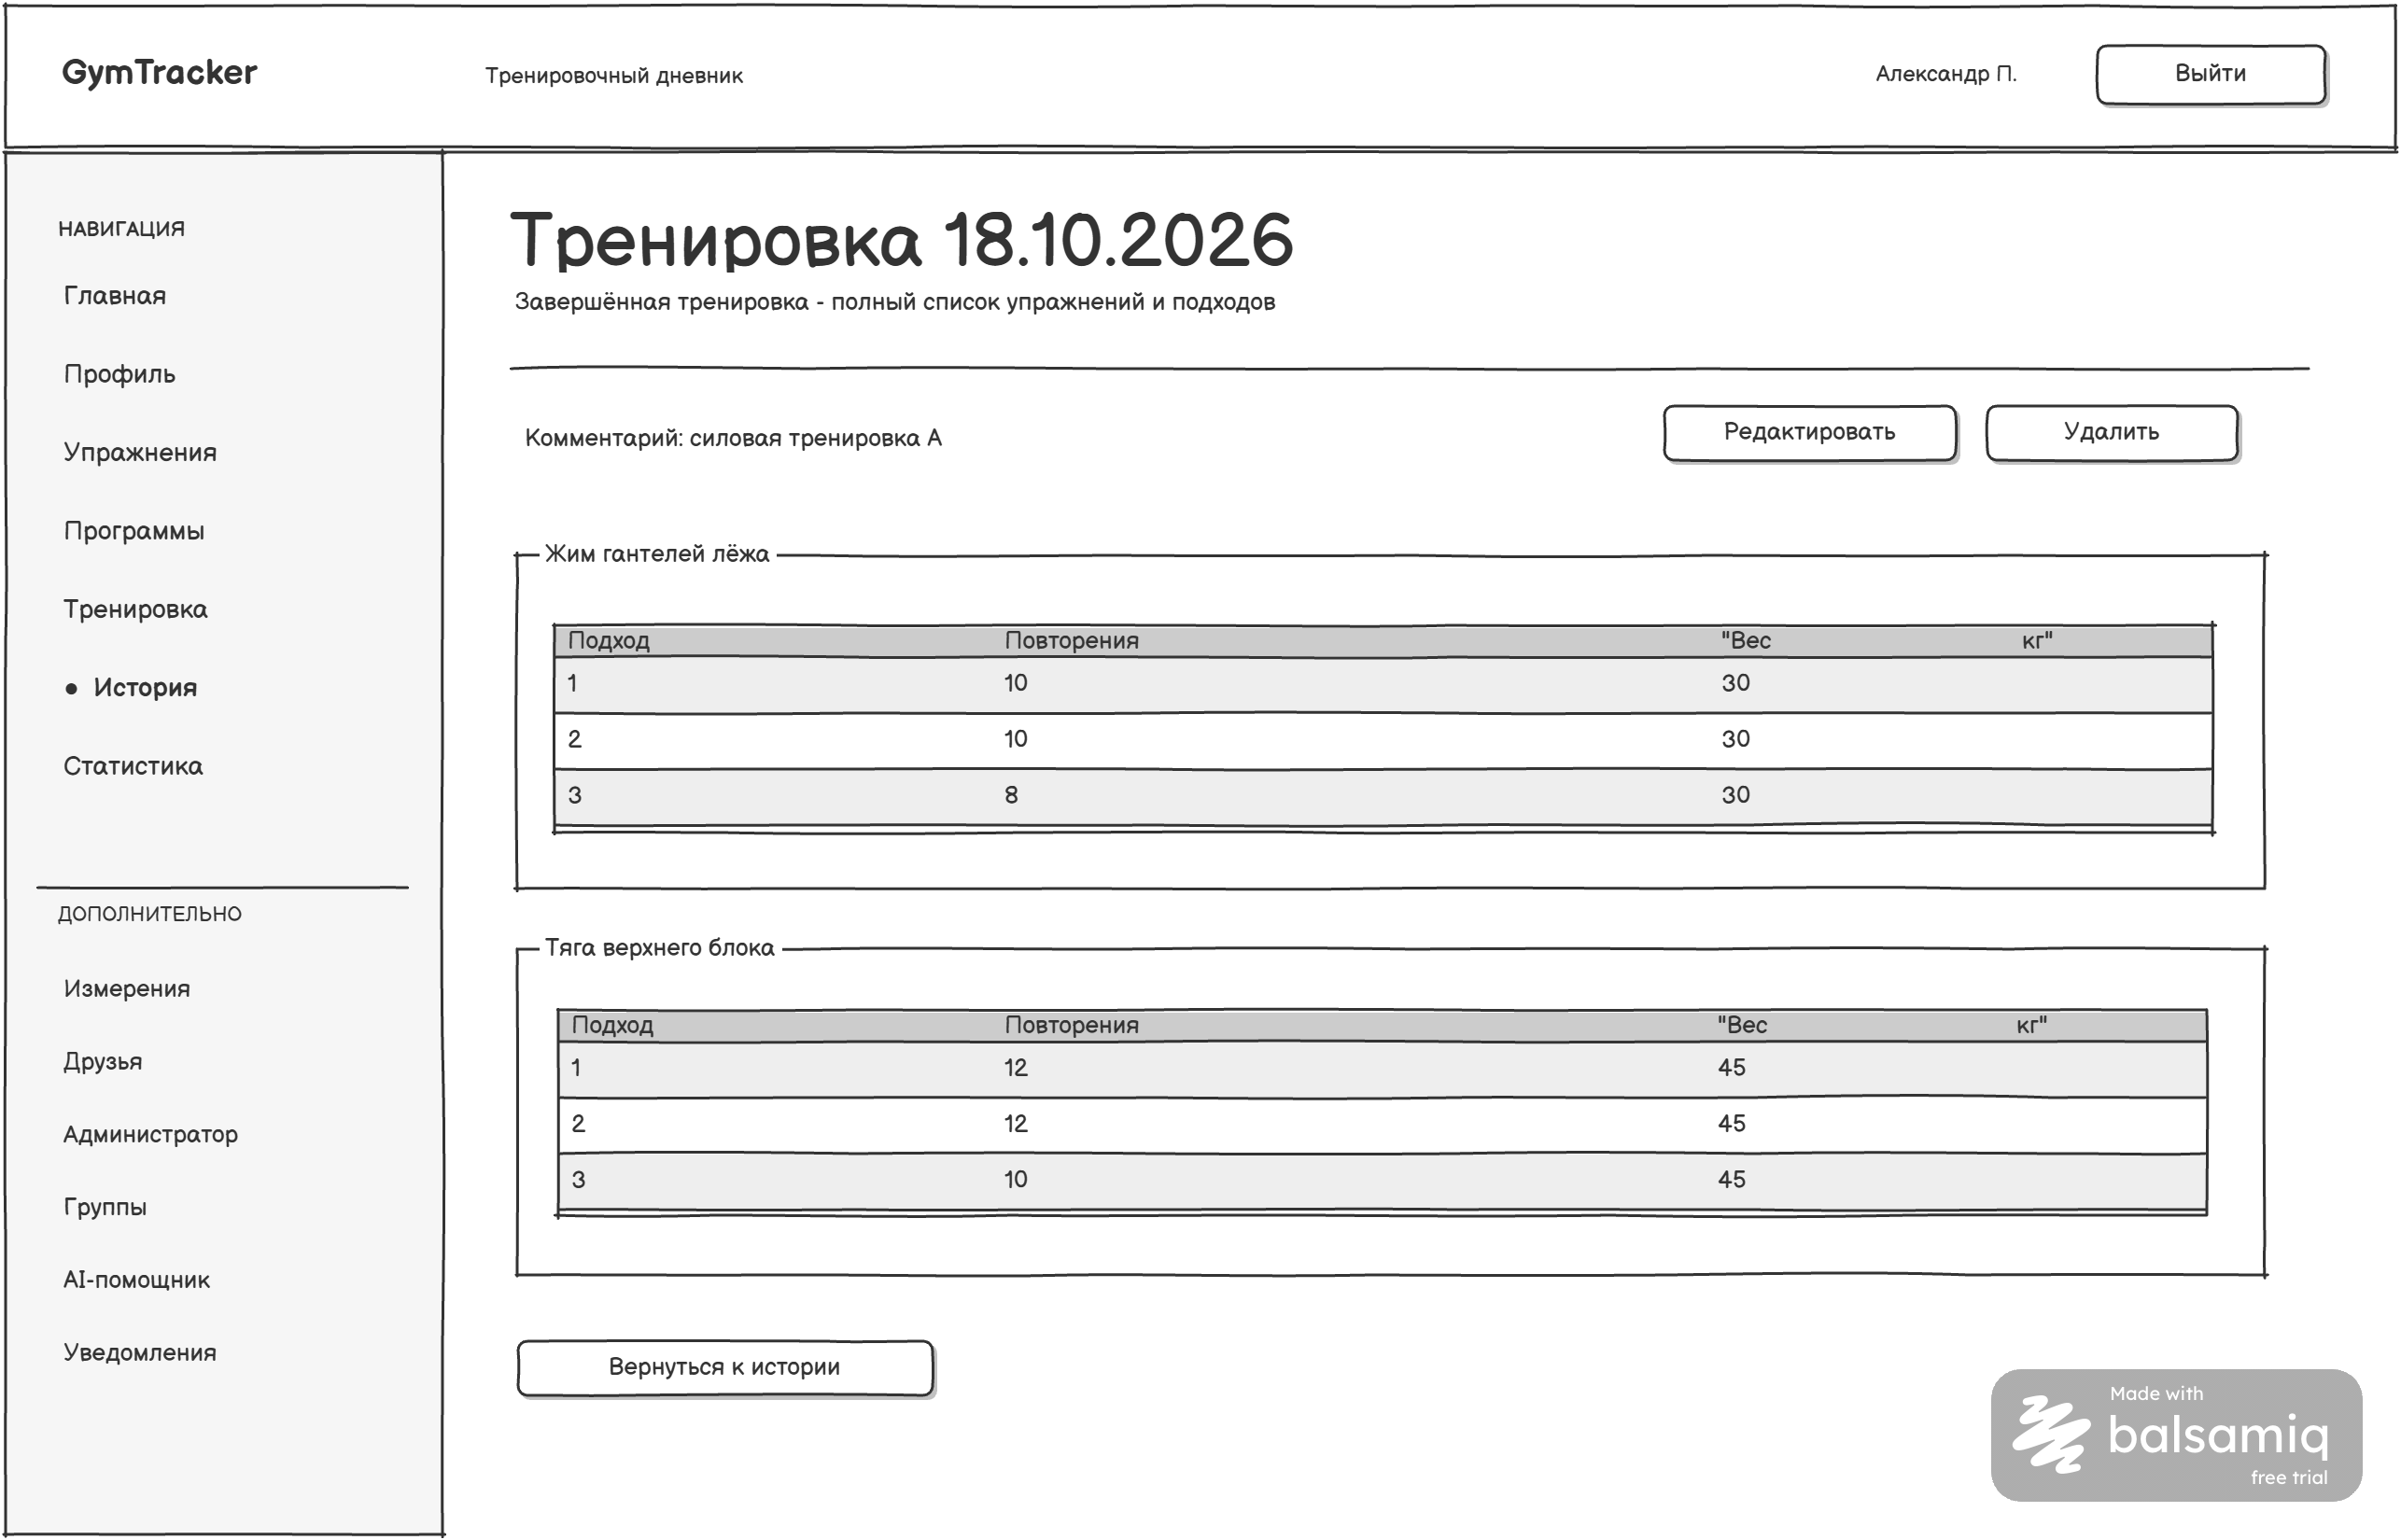 GymTracker
Тренировочный дневник
Александр П.
Выйти
НАВИГАЦИЯ
Главная
Профиль
Упражнения
Программы
Тренировка
История
Статистика
ДОПОЛНИТЕЛЬНО
Измерения
Друзья
Администратор
Группы
AI-помощник
Уведомления
Тренировка 18.10.2026
Завершённая тренировка - полный список упражнений и подходов
Комментарий: силовая тренировка А
Редактировать
Удалить
Жим гантелей лёжа
Подход Повторения "Вес кг"
1 10 30
2 10 30
3 8 30
Тяга верхнего блока
Подход Повторения "Вес кг"
1 12 45
2 12 45
3 10 45
Вернуться к истории
Made with
balsamiq
free trial